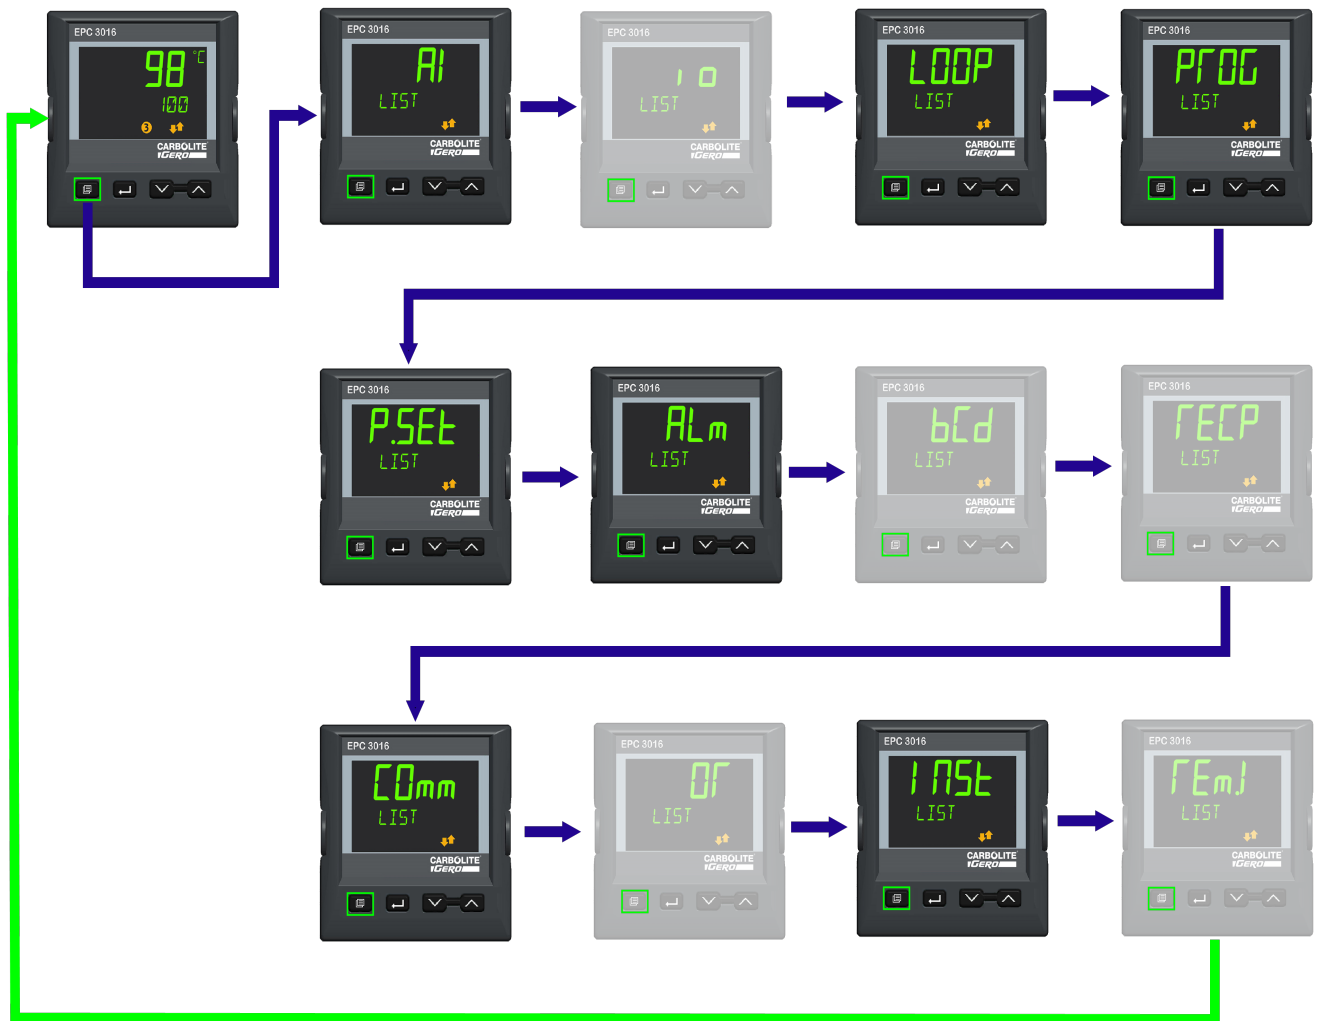 EPC 3016
98 °C
100
3
CARBOLITE
GERO
EPC 3016
AI
LIST
CARBOLITE
GERO
EPC 3016
io
LIST
CARBOLITE
GERO
EPC 3016
LOOP
LIST
CARBOLITE
GERO
EPC 3016
PrOG
LIST
CARBOLITE
GERO
EPC 3016
P.SEt
LIST
CARBOLITE
GERO
EPC 3016
ALm
LIST
CARBOLITE
GERO
EPC 3016
bCd
LIST
CARBOLITE
GERO
EPC 3016
rECP
LIST
CARBOLITE
GERO
EPC 3016
COmm
LIST
CARBOLITE
GERO
EPC 3016
Or
LIST
CARBOLITE
GERO
EPC 3016
InSt
LIST
CARBOLITE
GERO
EPC 3016
rEm.1
LIST
CARBOLITE
GERO